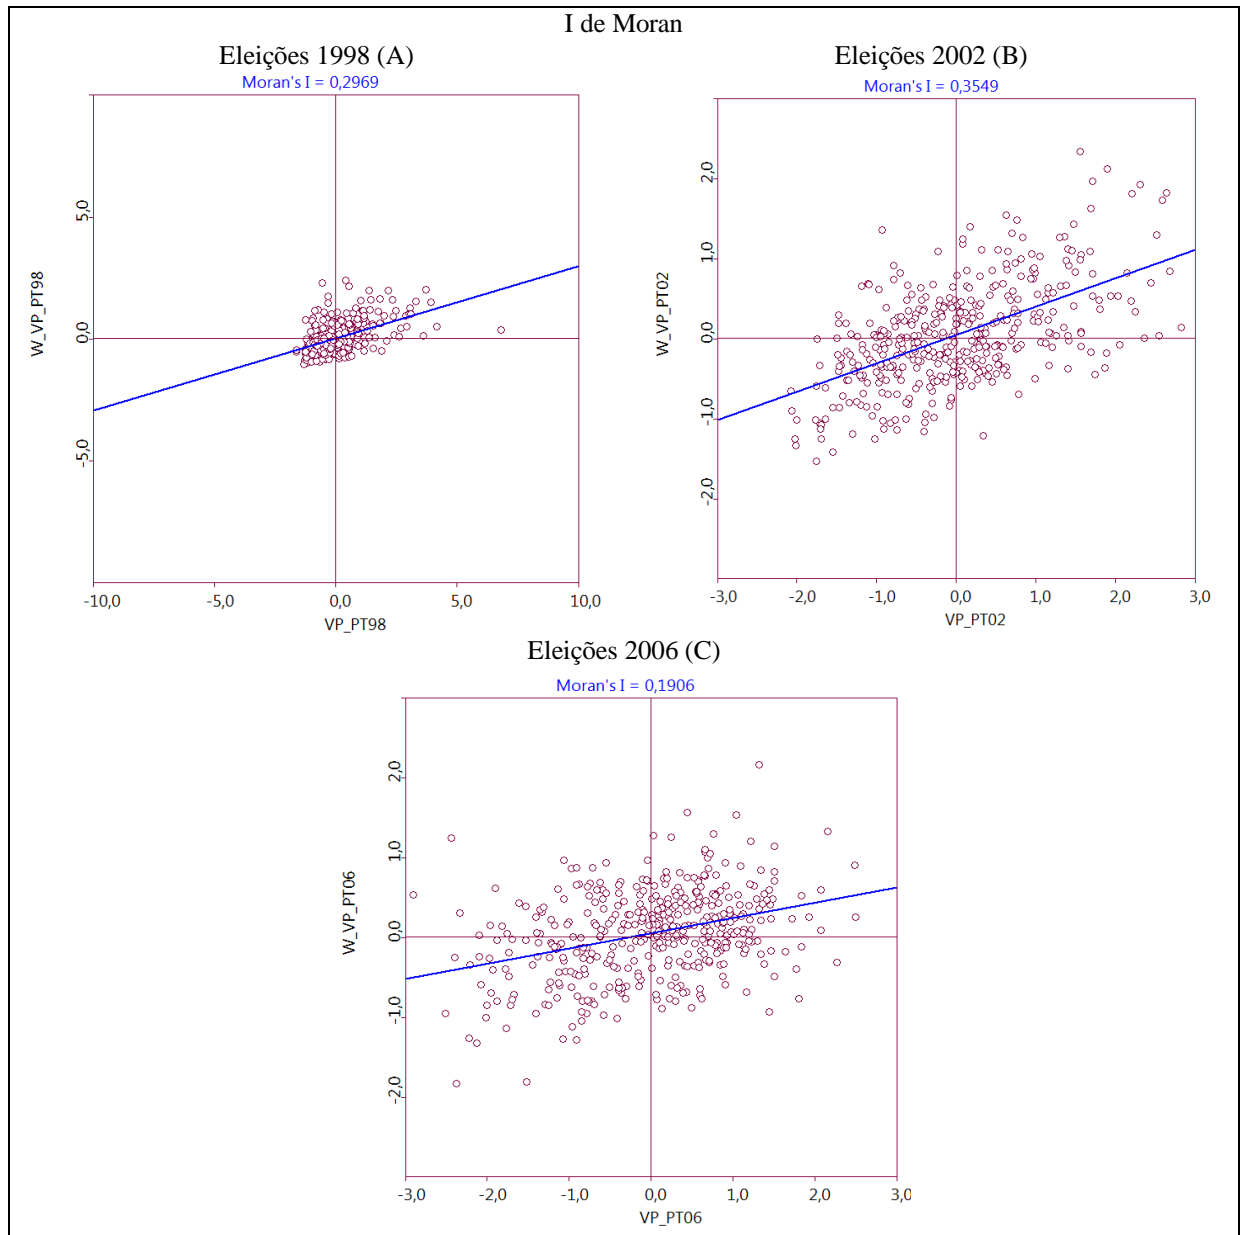 I de Moran
Eleições 1998 (A)
Moran's I = 0,2969
W_VP_PT98
5,0
0,0
-5,0
-10,0 -5,0 0,0 5,0 10,0
VP_PT98
Eleições 2002 (B)
Moran's I = 0,3549
W_VP_PT02
2,0
1,0
0,0
-1,0
-2,0
-3,0 -2,0 -1,0 0,0 1,0 2,0 3,0
VP_PT02
Eleições 2006 (C)
Moran's I = 0,1906
W_VP_PT06
2,0
1,0
0,0
-1,0
-2,0
-3,0 -2,0 -1,0 0,0 1,0 2,0 3,0
VP_PT06